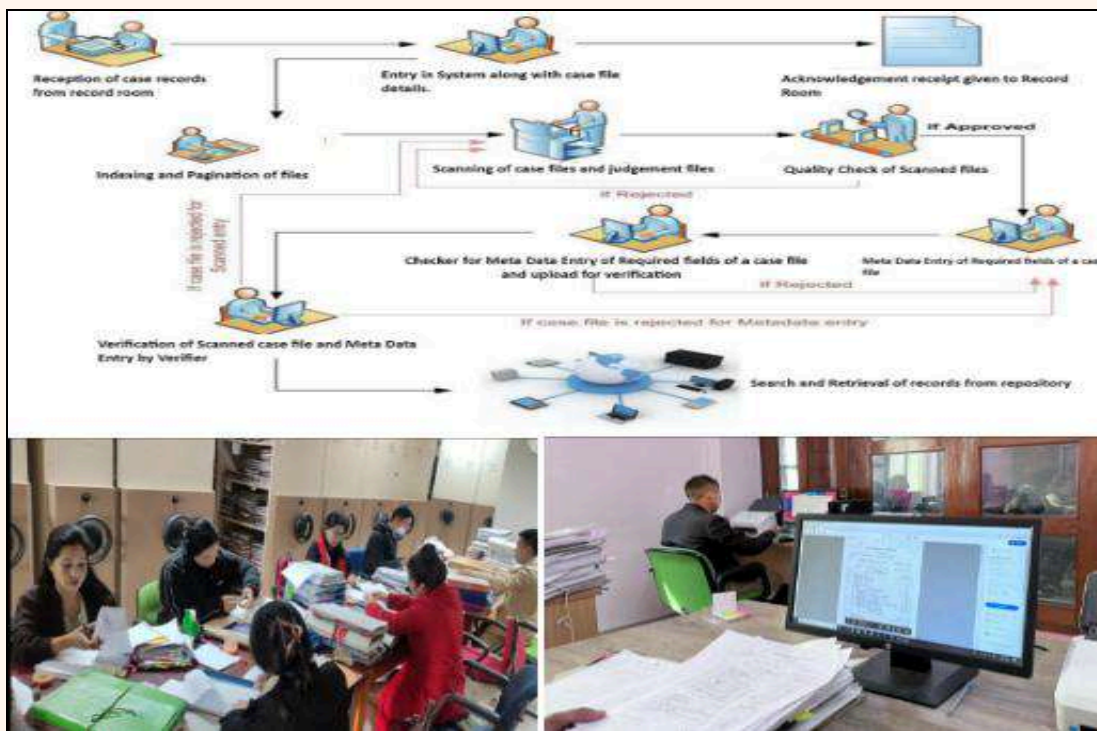 Reception of case records
from record room
Entry in System along with case file
details.
Acknowledgement receipt given to Record
Room
If Approved
Indexing and Pagination of files
Scanning of case files and judgement files
Quality Check of Scanned files
If Rejected
If case file is rejected for
Scanned entry
Checker for Meta Data Entry of Required fields of a case file
and upload for verification
Meta Data Entry of Required fields of a case
file
If Rejected
If case file is rejected for Metadata entry
Verification of Scanned case file and Meta Data
Entry by Verifier
Search and Retrieval of records from repository